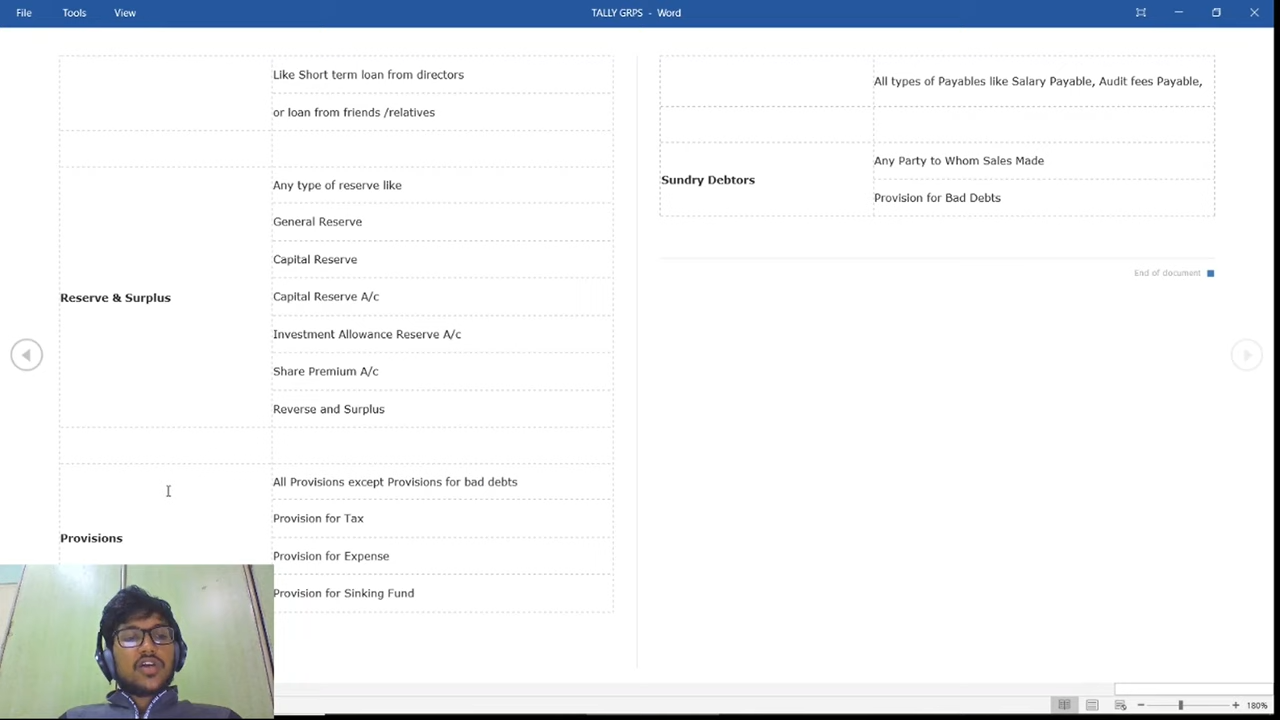 File Tools View TALLY GRPS - Word
Like Short term loan from directors
or loan from friends /relatives
Reserve & Surplus
Any type of reserve like
General Reserve
Capital Reserve
Capital Reserve A/c
Investment Allowance Reserve A/c
Share Premium A/c
Reverse and Surplus
Provisions
All Provisions except Provisions for bad debts
Provision for Tax
Provision for Expense
Provision for Sinking Fund
All types of Payables like Salary Payable, Audit fees Payable,
Sundry Debtors
Any Party to Whom Sales Made
Provision for Bad Debts
End of document
180%